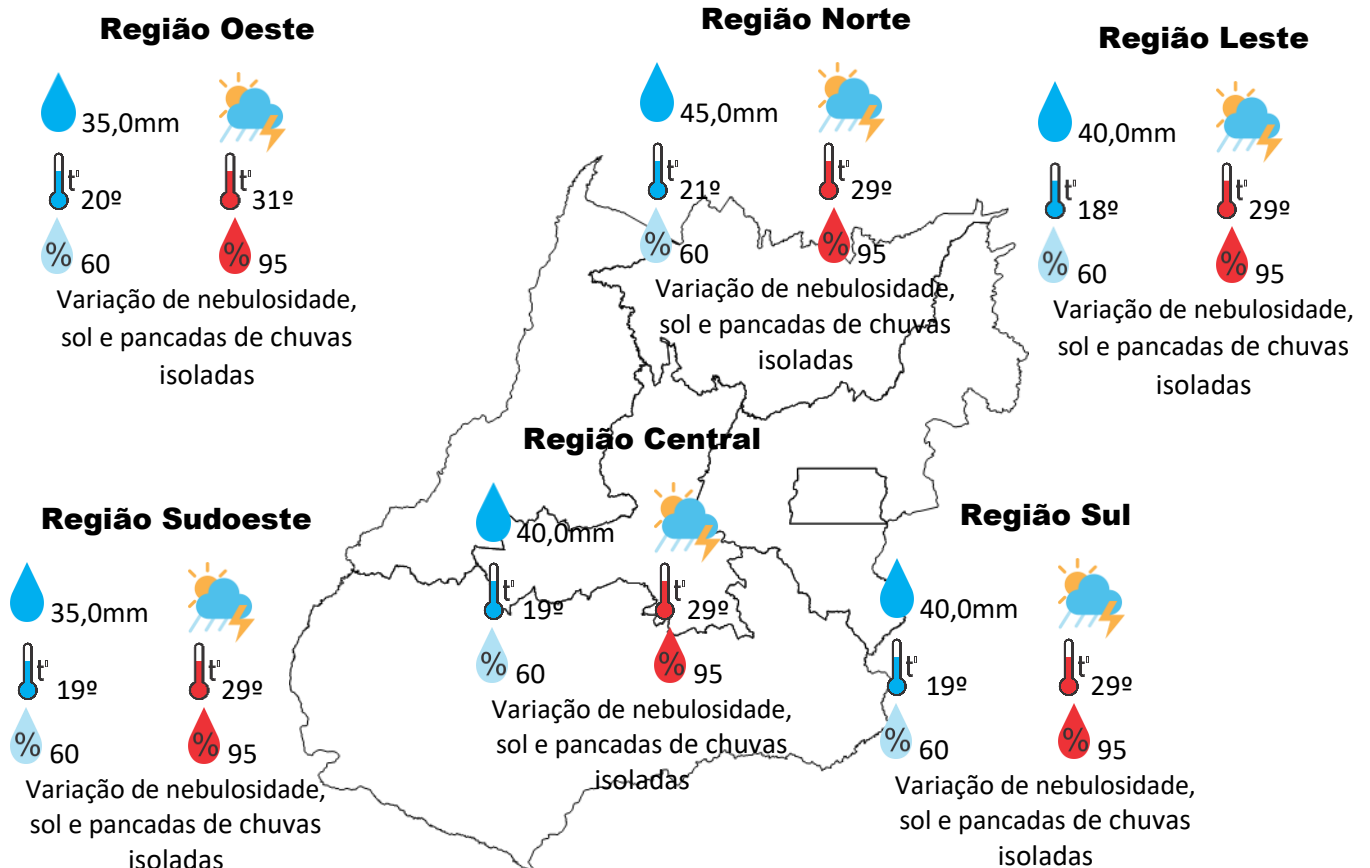 Região Oeste
35,0mm
t°
20º
t°
31º
%
60
%
95
Variação de nebulosidade,
sol e pancadas de chuvas
isoladas
Região Norte
45,0mm
t°
21º
t°
29º
%
60
%
95
Variação de nebulosidade,
sol e pancadas de chuvas
isoladas
Região Leste
40,0mm
t°
18º
t°
29º
%
60
%
95
Variação de nebulosidade,
sol e pancadas de chuvas
isoladas
Região Central
40,0mm
t°
19º
t°
29º
%
60
%
95
Variação de nebulosidade,
sol e pancadas de chuvas
isoladas
Região Sudoeste
35,0mm
t°
19º
t°
29º
%
60
%
95
Variação de nebulosidade,
sol e pancadas de chuvas
isoladas
Região Sul
40,0mm
t°
19º
t°
29º
%
60
%
95
Variação de nebulosidade,
sol e pancadas de chuvas
isoladas